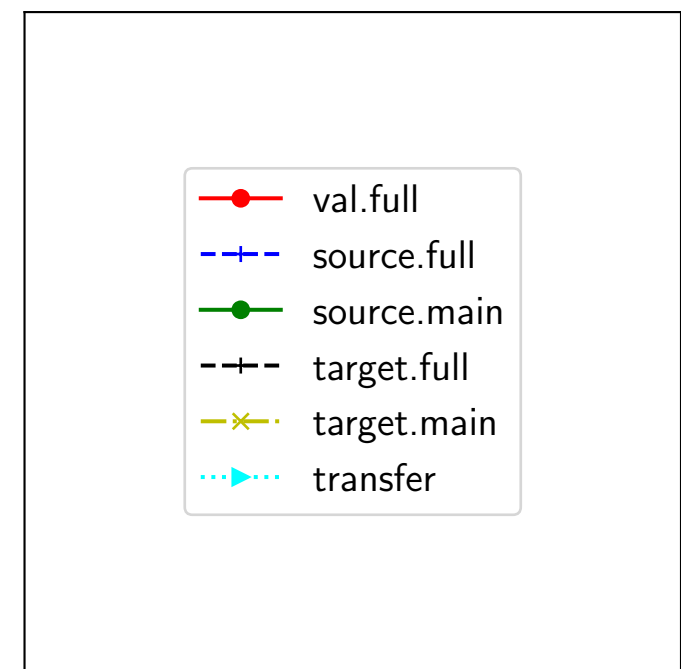 val.full
source.full
source.main
target.full
target.main
transfer